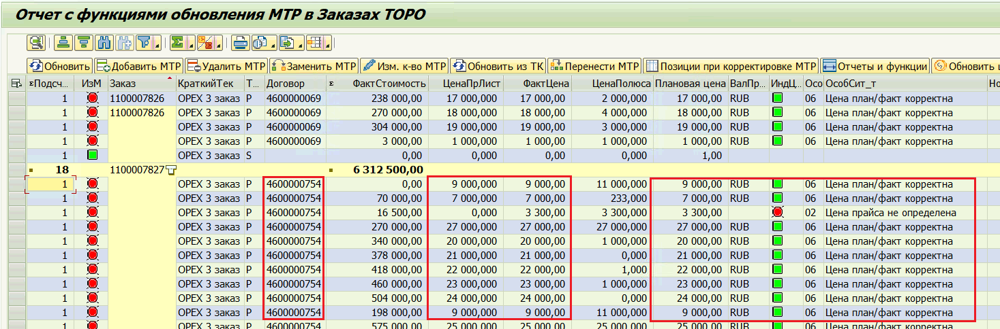 Отчет с функциями обновления МТР в Заказах ТОРО
Обновить Добавить МТР Удалить МТР Заменить МТР Изм. к-во МТР Обновить из ТК Перенести МТР Позиции при корректировке МТР Отчеты и функции Обновить ц
Σ Подсч... ИзМ Заказ КраткийТек Т... Договор Σ ФактСтоимость ЦенаПрЛист ФактЦена ЦенаПолюса Плановая цена ВалПр... ИндЦ... Осо ОсобСит_т Но
1 1100007826 OPEX 3 заказ P 4600000069 238 000,00 17 000,000 17 000,00 2 000,000 17 000,00 RUB 06 Цена план/факт корректна
1 1100007826 OPEX 3 заказ P 4600000069 270 000,00 18 000,000 18 000,00 4 000,000 18 000,00 RUB 06 Цена план/факт корректна
1 OPEX 3 заказ P 4600000069 304 000,00 19 000,000 19 000,00 3 000,000 19 000,00 RUB 06 Цена план/факт корректна
1 OPEX 3 заказ P 4600000069 3 000,00 1 000,000 1 000,00 1 000,000 1 000,00 RUB 06 Цена план/факт корректна
1 OPEX 3 заказ S 0,00 0,000 0,00 0,000 1,00
18 1100007827 6 312 500,00
1 OPEX 3 заказ P 4600000754 0,00 9 000,000 9 000,00 11 000,000 9 000,00 RUB 06 Цена план/факт корректна
1 OPEX 3 заказ P 4600000754 70 000,00 7 000,000 7 000,00 233,000 7 000,00 RUB 06 Цена план/факт корректна
1 OPEX 3 заказ P 4600000754 16 500,00 0,000 3 300,00 3 300,000 3 300,00 02 Цена прайса не определена
1 OPEX 3 заказ P 4600000754 270 000,00 27 000,000 27 000,00 27 000,000 27 000,00 RUB 06 Цена план/факт корректна
1 OPEX 3 заказ P 4600000754 340 000,00 20 000,000 20 000,00 1 000,000 20 000,00 RUB 06 Цена план/факт корректна
1 OPEX 3 заказ P 4600000754 378 000,00 21 000,000 21 000,00 0,000 21 000,00 RUB 06 Цена план/факт корректна
1 OPEX 3 заказ P 4600000754 418 000,00 22 000,000 22 000,00 1,000 22 000,00 RUB 06 Цена план/факт корректна
1 OPEX 3 заказ P 4600000754 460 000,00 23 000,000 23 000,00 1 000,000 23 000,00 RUB 06 Цена план/факт корректна
1 OPEX 3 заказ P 4600000754 504 000,00 24 000,000 24 000,00 0,000 24 000,00 RUB 06 Цена план/факт корректна
1 OPEX 3 заказ P 4600000754 198 000,00 9 000,000 9 000,00 11 000,000 9 000,00 RUB 06 Цена план/факт корректна
1 OPEX 3 заказ P 4600000754 575 000,00 25 000,000 25 000,00 25 000,000 25 000,00 RUB 06 Цена план/факт корректна